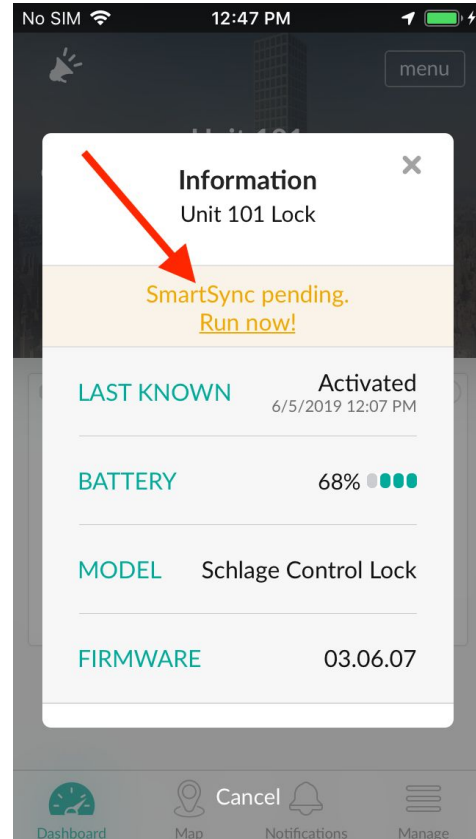 No SIM 12:47 PM
menu
Unit 101
Information
Unit 101 Lock
SmartSync pending.
Run now!
LAST KNOWN Activated
6/5/2019 12:07 PM
BATTERY 68%
MODEL Schlage Control Lock
FIRMWARE 03.06.07
Cancel
Dashboard Map Notifications Manage